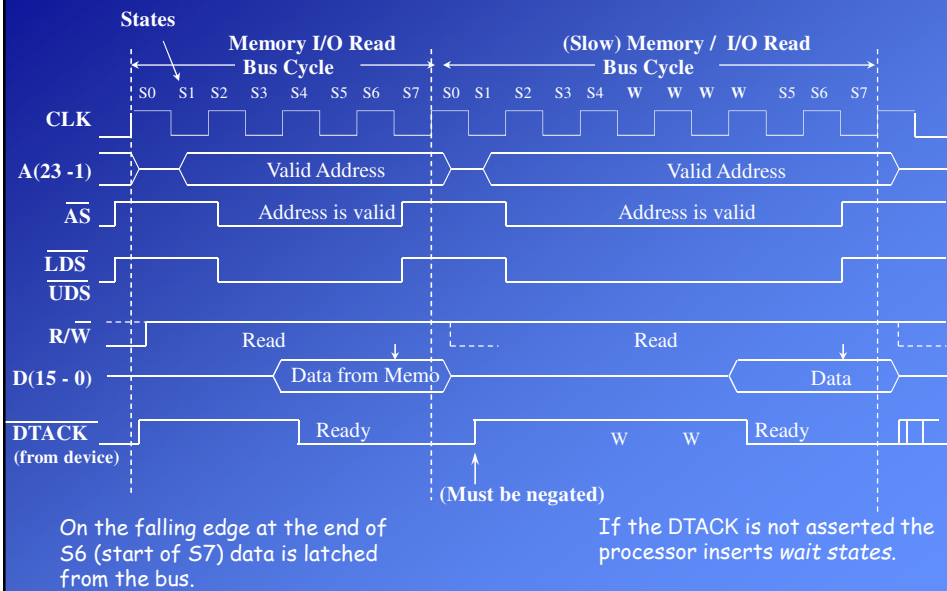 States
Memory I/O Read (Slow) Memory / I/O Read
Bus Cycle Bus Cycle
S0 S1 S2 S3 S4 S5 S6 S7 S0 S1 S2 S3 S4 W W W W S5 S6 S7
CLK
A(23 -1) Valid Address Valid Address
AS Address is valid Address is valid
LDS
UDS
R/W
Read Read
D(15 - 0) Data from Memo Data
DTACK Ready W W Ready
(from device)
(Must be negated)
On the falling edge at the end of
S6 (start of S7) data is latched
from the bus.
If the DTACK is not asserted the
processor inserts wait states.